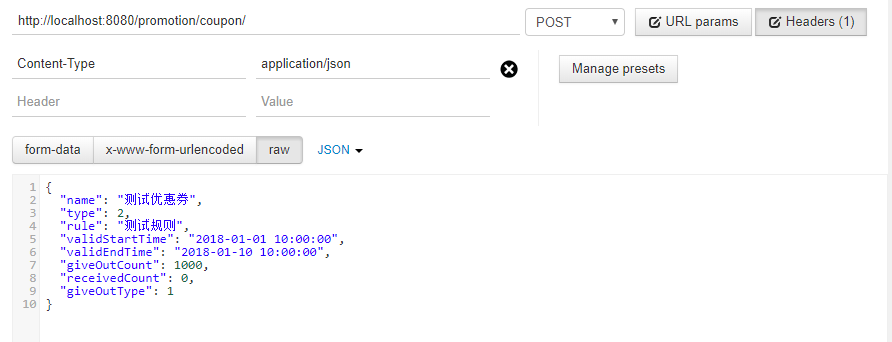 http://localhost:8080/promotion/coupon/ POST URL params Headers (1)
Content-Type application/json Manage presets
Header Value
form-data x-www-form-urlencoded raw JSON
1 {
2 "name": "测试优惠券",
3 "type": 2,
4 "rule": "测试规则",
5 "validStartTime": "2018-01-01 10:00:00",
6 "validEndTime": "2018-01-10 10:00:00",
7 "giveOutCount": 1000,
8 "receivedCount": 0,
9 "giveOutType": 1
10 }